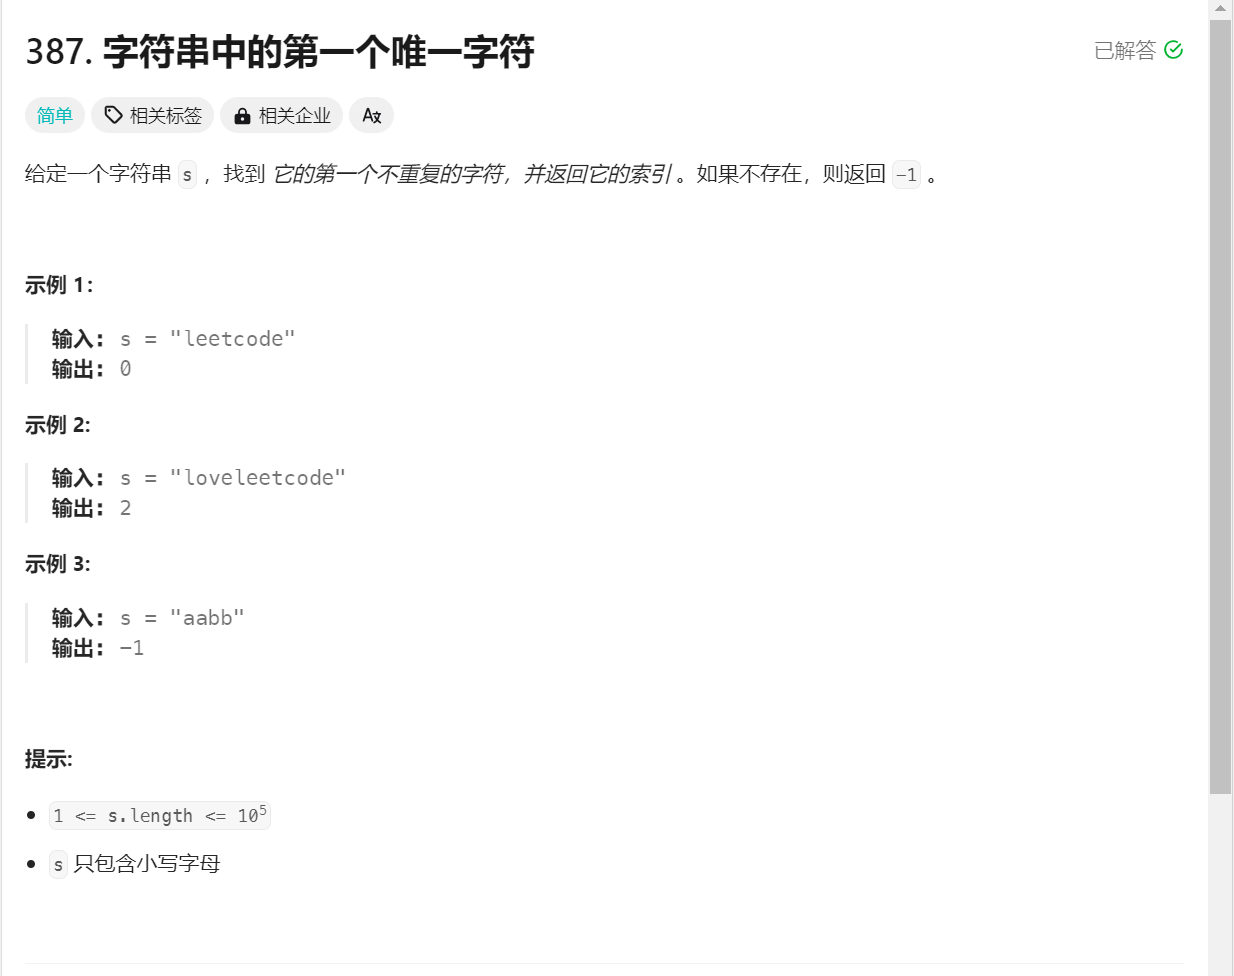 387. 字符串中的第一个唯一字符
已解答
简单 相关标签 相关企业 Aあ
给定一个字符串 s ，找到 它的第一个不重复的字符，并返回它的索引 。如果不存在，则返回 -1 。
示例 1：
输入： s = "leetcode"
输出： 0
示例 2:
输入： s = "loveleetcode"
输出： 2
示例 3:
输入： s = "aabb"
输出： -1
提示:
1 <= s.length <= 10⁵
s 只包含小写字母